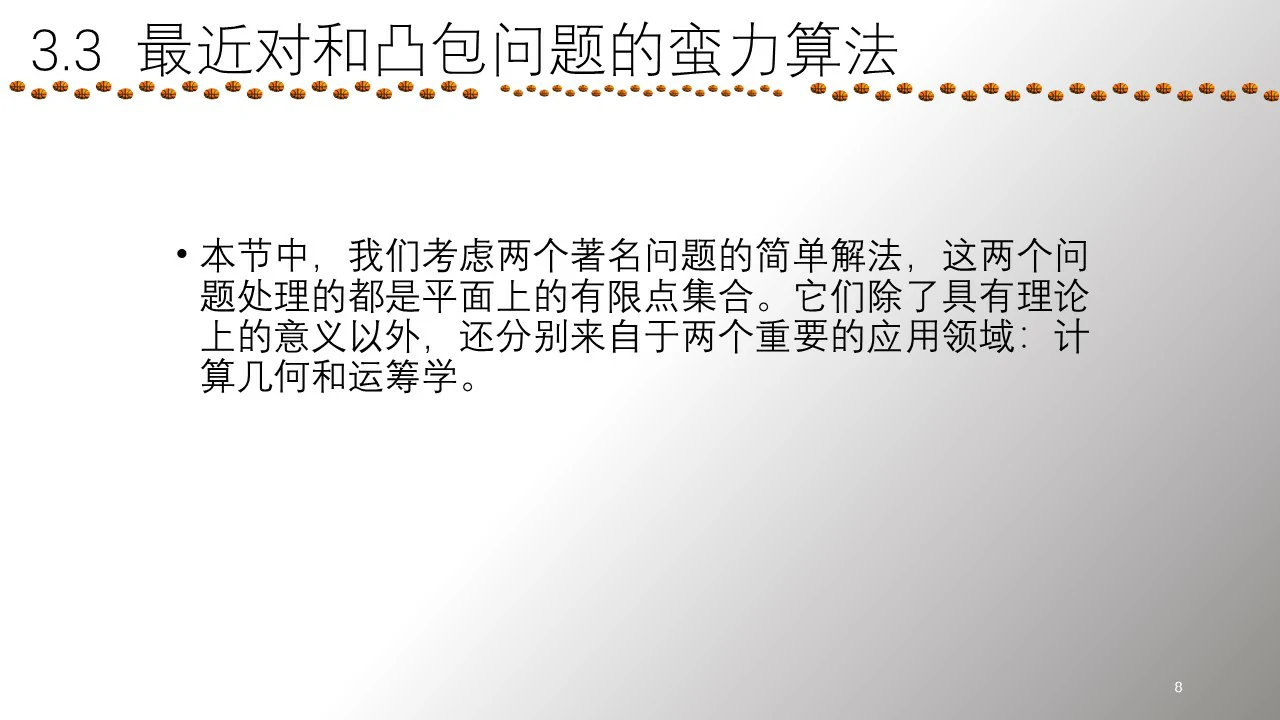 3.3 最近对和凸包问题的蛮力算法
• 本节中，我们考虑两个著名问题的简单解法，这两个问
题处理的都是平面上的有限点集合。它们除了具有理论
上的意义以外，还分别来自于两个重要的应用领域：计
算几何和运筹学。
8